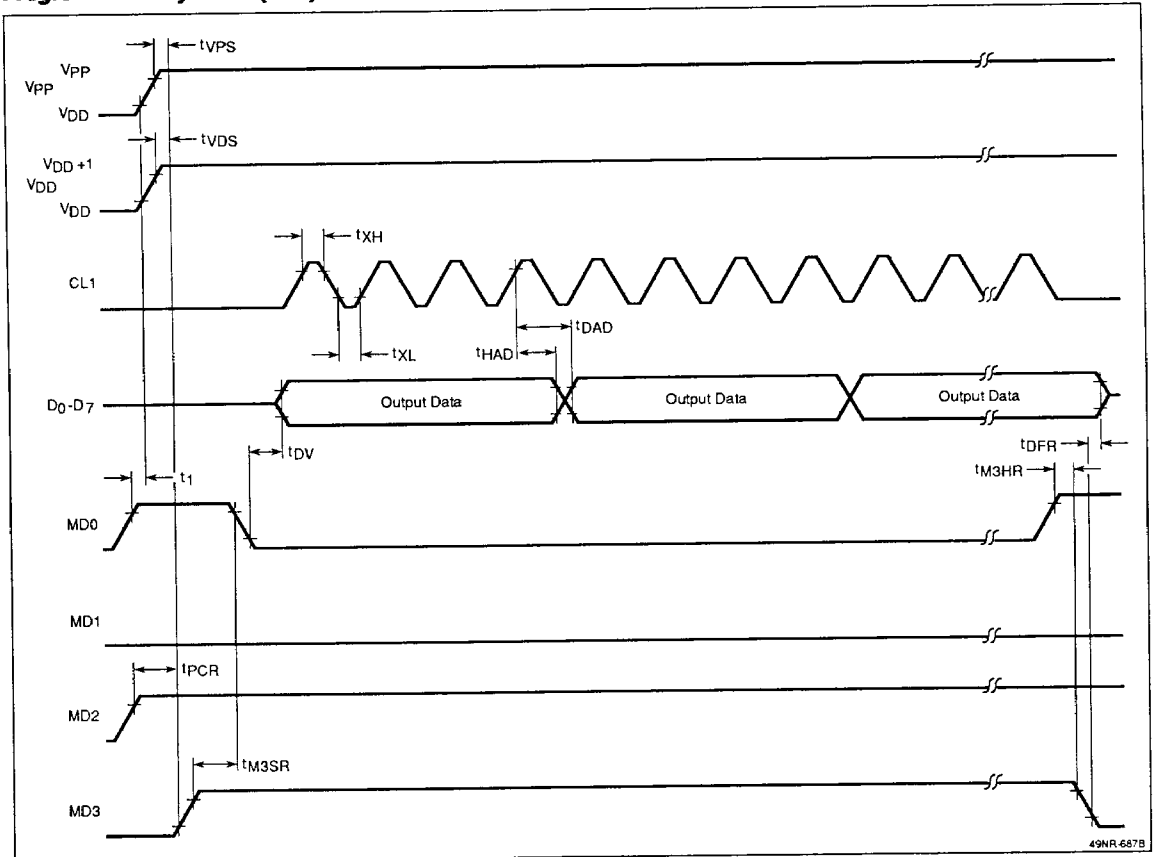 tVPS
VPP
VPP
VDD
tVDS
VDD +1
VDD
VDD
tXH
CL1
tDAD
tHAD
tXL
D0-D7
Output Data
Output Data
Output Data
tDV
tDFR
tM3HR
t1
MD0
MD1
tPCR
MD2
tM3SR
MD3
49NR-687B